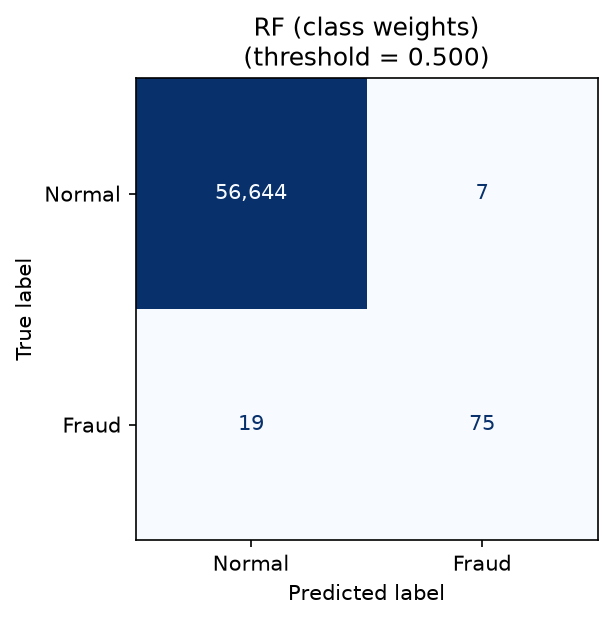 RF (class weights)
(threshold = 0.500)
True label
Normal
56,644
7
Fraud
19
75
Normal
Fraud
Predicted label